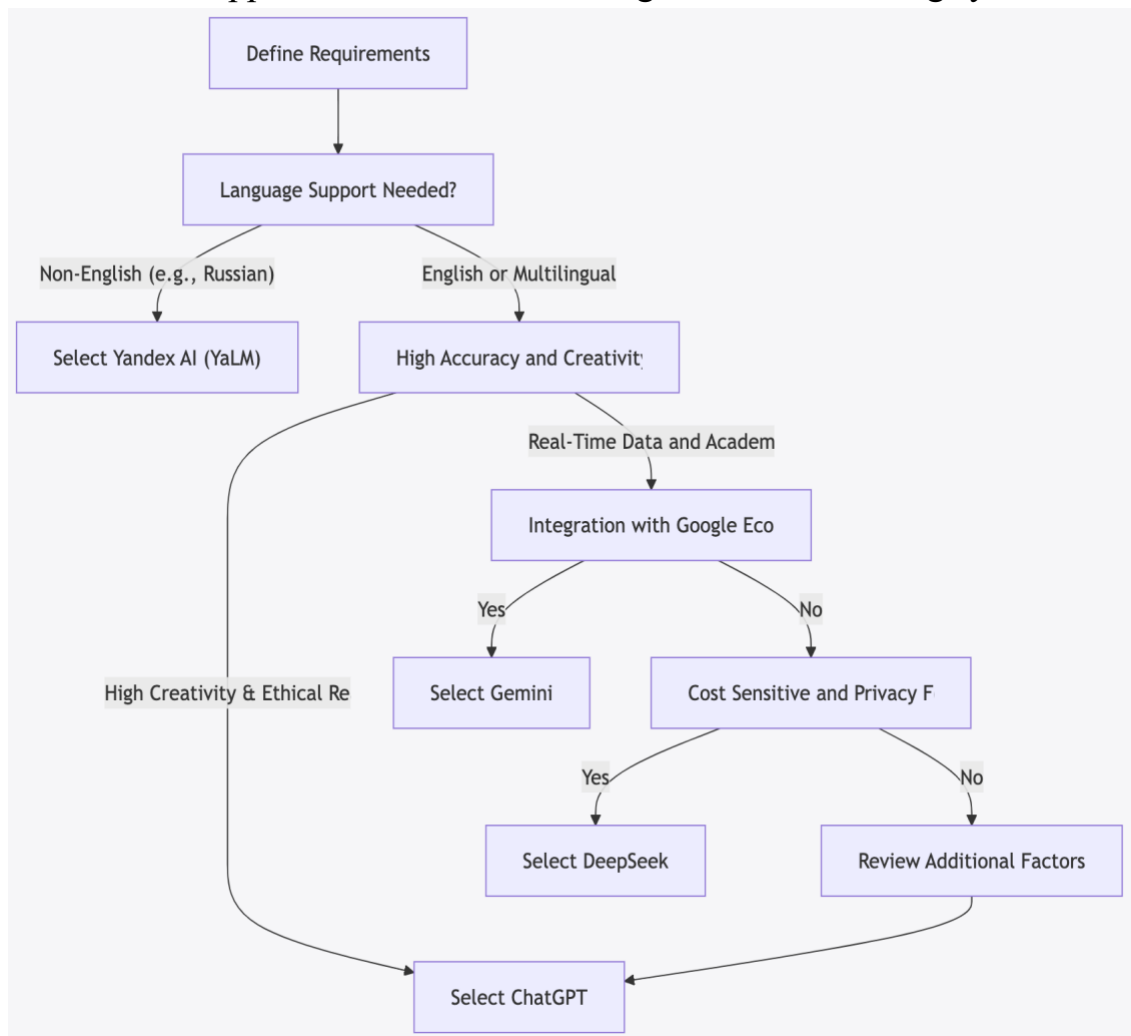 Define Requirements
Language Support Needed?
Non-English (e.g., Russian)
English or Multilingual
Select Yandex AI (YaLM)
High Accuracy and Creativity
Real-Time Data and Academ
Integration with Google Eco
Yes
No
High Creativity & Ethical Re
Select Gemini
Cost Sensitive and Privacy F
Yes
No
Select DeepSeek
Review Additional Factors
Select ChatGPT